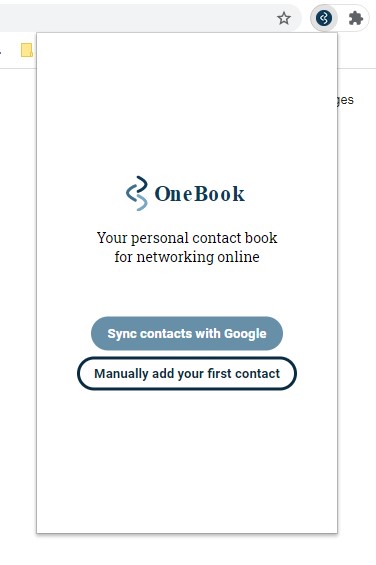 ges
OneBook
Your personal contact book
for networking online
Sync contacts with Google
Manually add your first contact